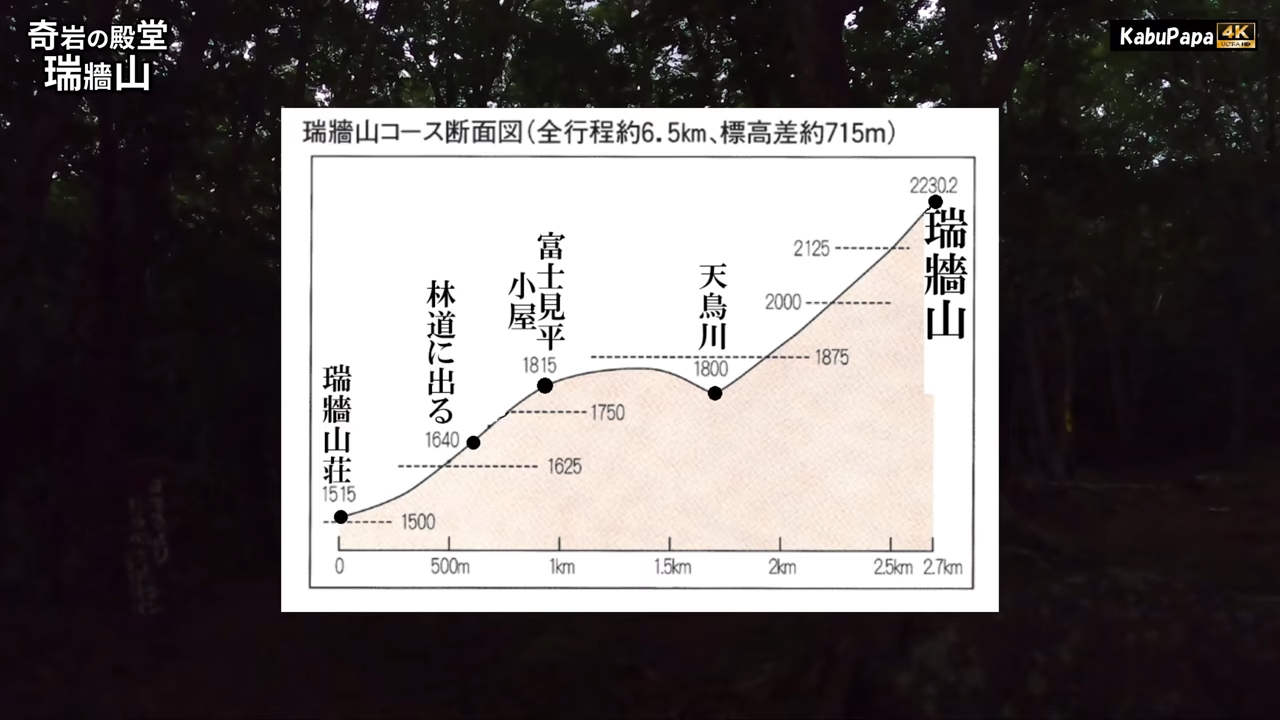 奇岩の殿堂
瑞牆山
KabuPapa 4K
ULTRA HD
瑞牆山コース断面図(全行程約6.5km、標高差約715m)
2230.2
瑞牆山
2125
2000
天鳥川
1800
1875
富士見平
小屋
1815
1750
林道に出る
1640
1625
瑞牆山荘
1515
1500
0
500m
1km
1.5km
2km
2.5km
2.7km